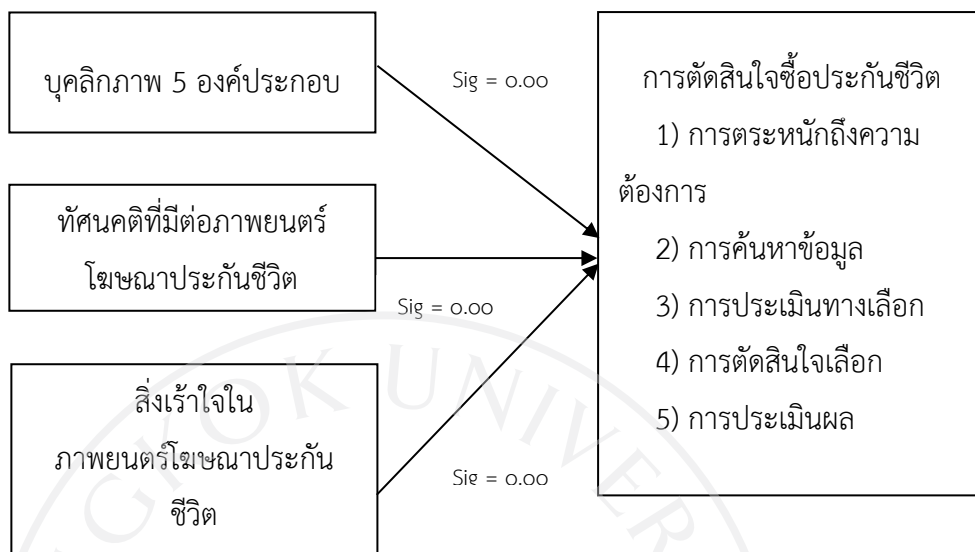 บุคลิกภาพ 5 องค์ประกอบ
Sig = 0.00
ทัศนคติที่มีต่อภาพยนตร์
โฆษณาประกันชีวิต
Sig = 0.00
สิ่งเร้าใจใน
ภาพยนตร์โฆษณาประกัน
ชีวิต
Sig = 0.00
การตัดสินใจซื้อประกันชีวิต
1) การตระหนักถึงความ
ต้องการ
2) การค้นหาข้อมูล
3) การประเมินทางเลือก
4) การตัดสินใจเลือก
5) การประเมินผล
GKOK UNIVER